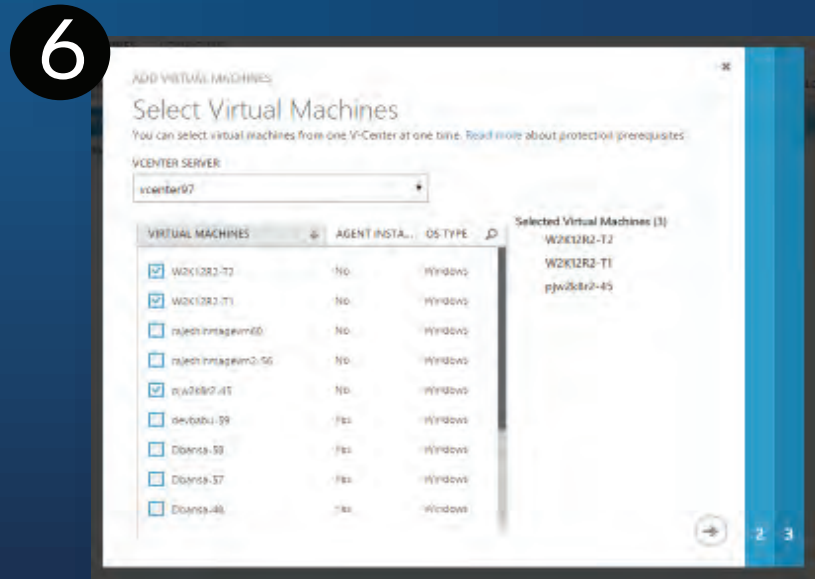 6
ADD VIRTUAL MACHINES
Select Virtual Machines
You can select virtual machines from one V-Center at one time. Read more about protection prerequisites
VCENTER SERVER
vcenter97
VIRTUAL MACHINES AGENT INSTA... OS TYPE
Selected Virtual Machines (3)
W2K12R2-T2
W2K12R2-T1
pjw2k8r2-45
W2K12R2-T2 No Windows
W2K12R2-T1 No Windows
No Windows
No Windows
pjw2k8r2-45 No Windows
devbabu-59 Yes Windows
Dbansa-58 Yes Windows
Dbansa-57 Yes Windows
Dbansa-48 Yes Windows
2 3